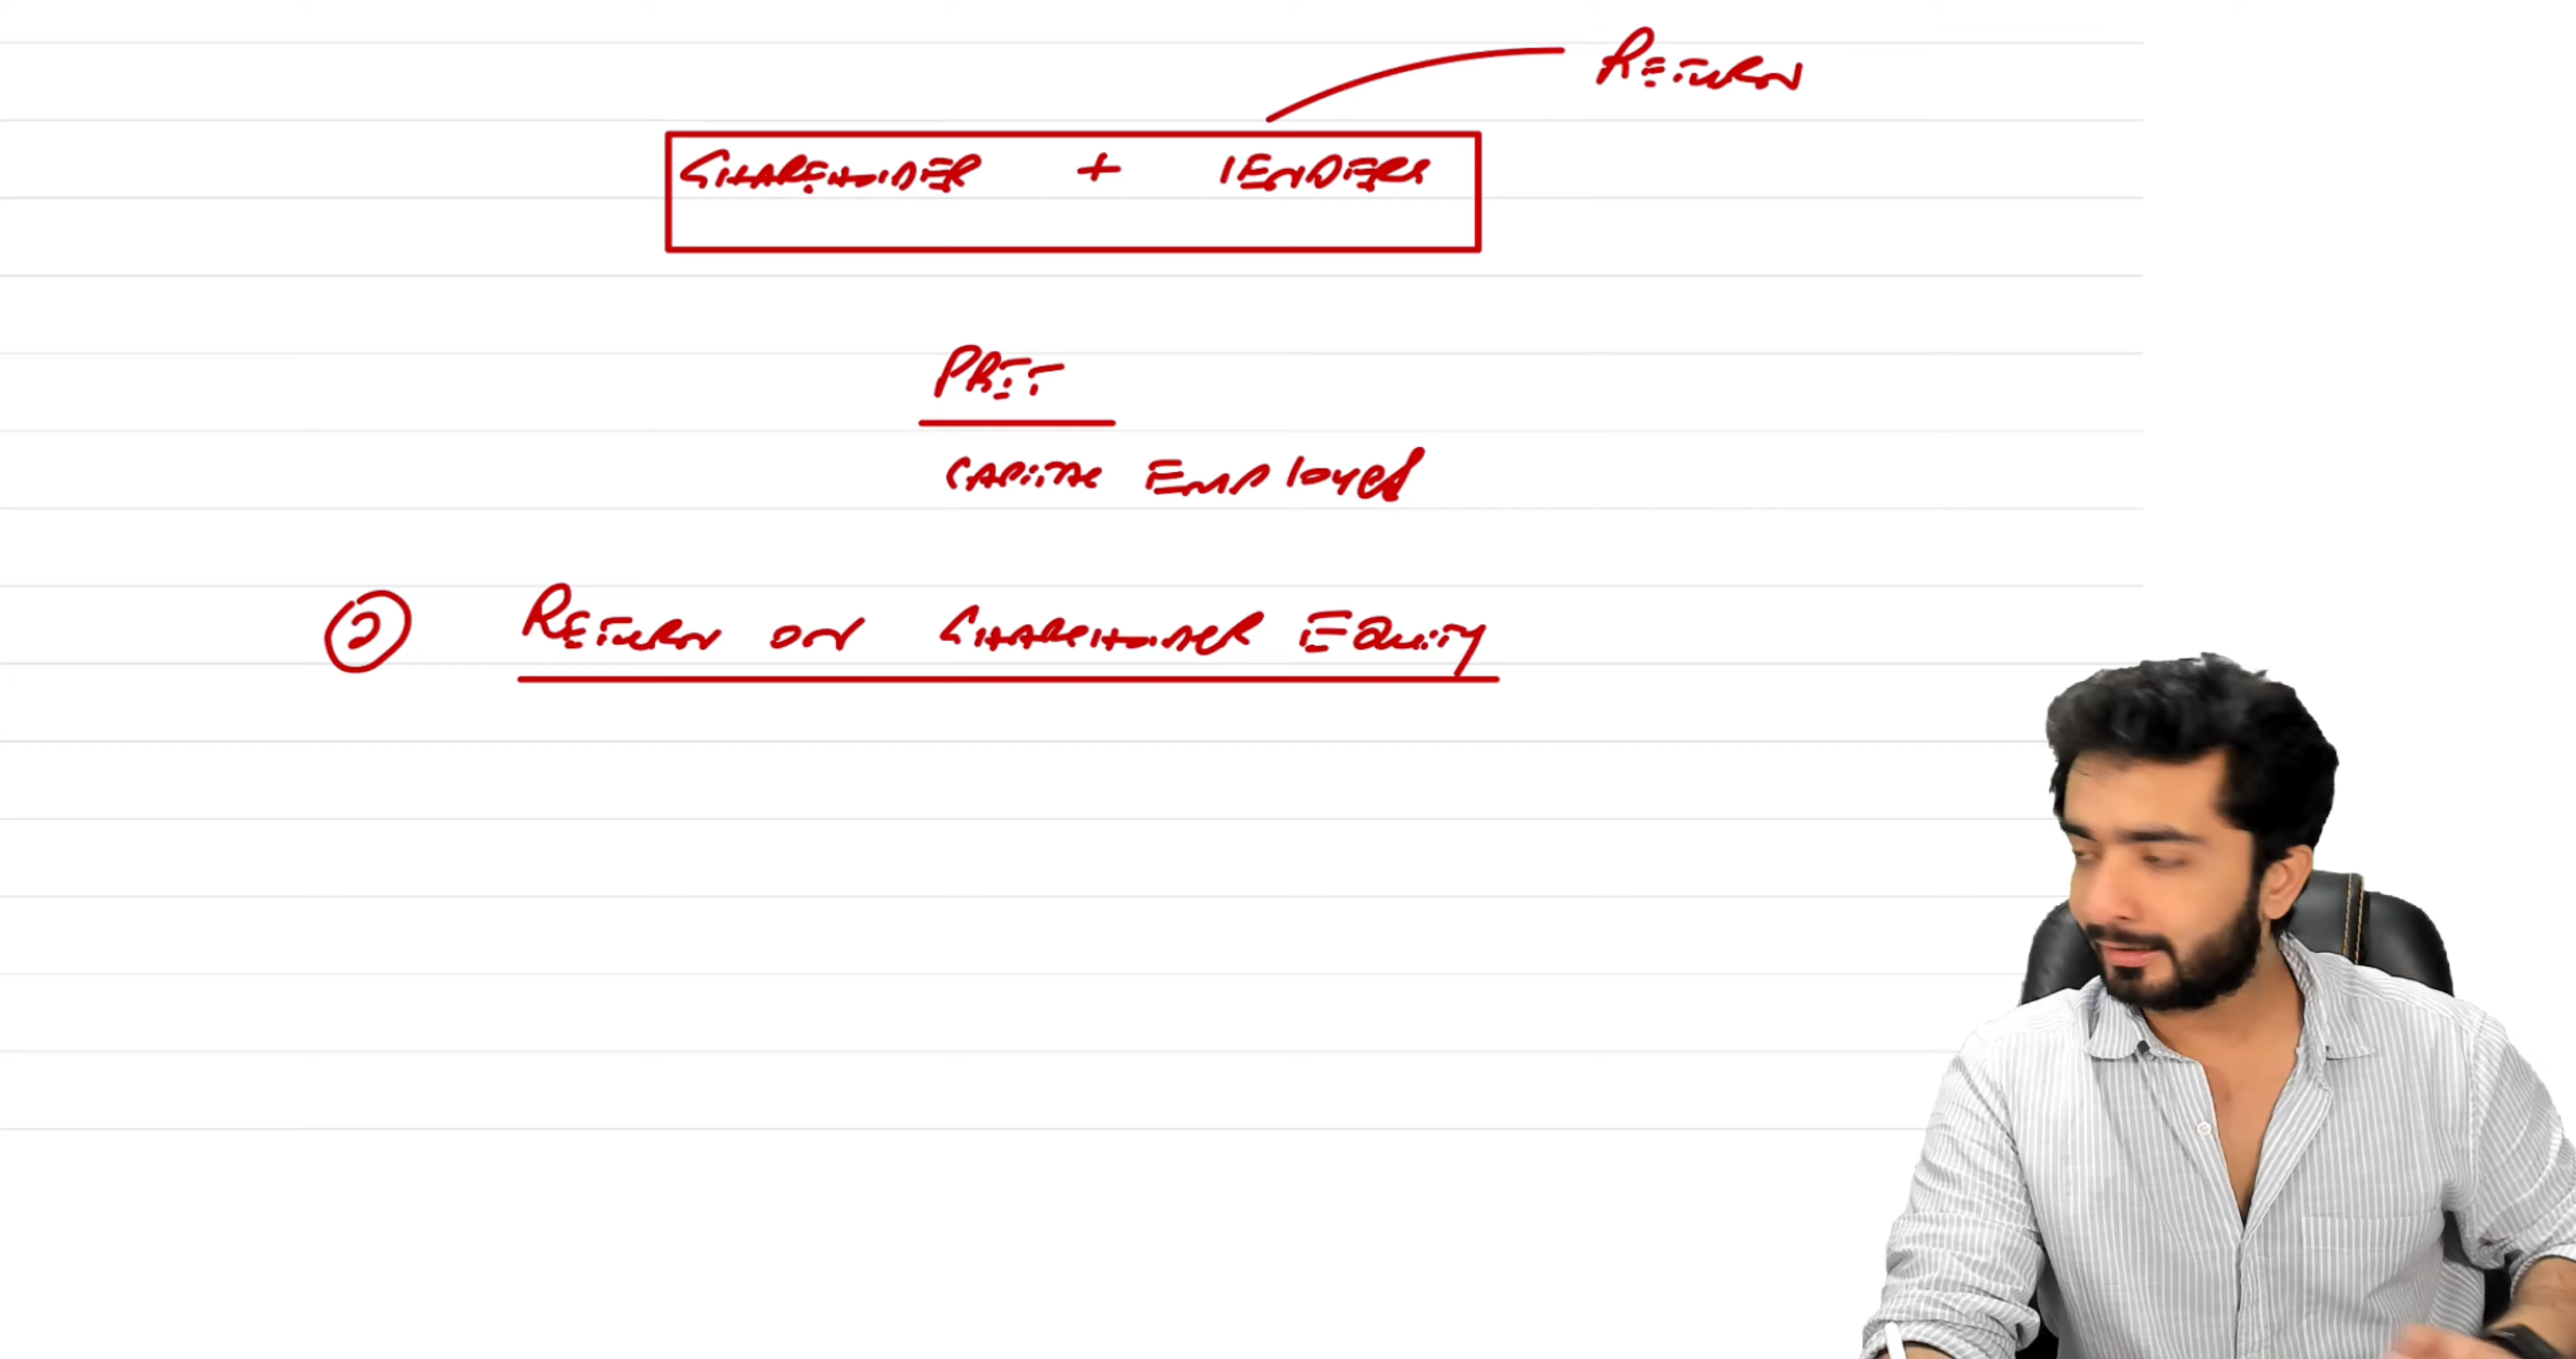 RETURN
SHAREHOLDER + LENDERS
PBIT
CAPITAL EMPloyed
2 RETURN ON SHAREHOLDER EQUITY